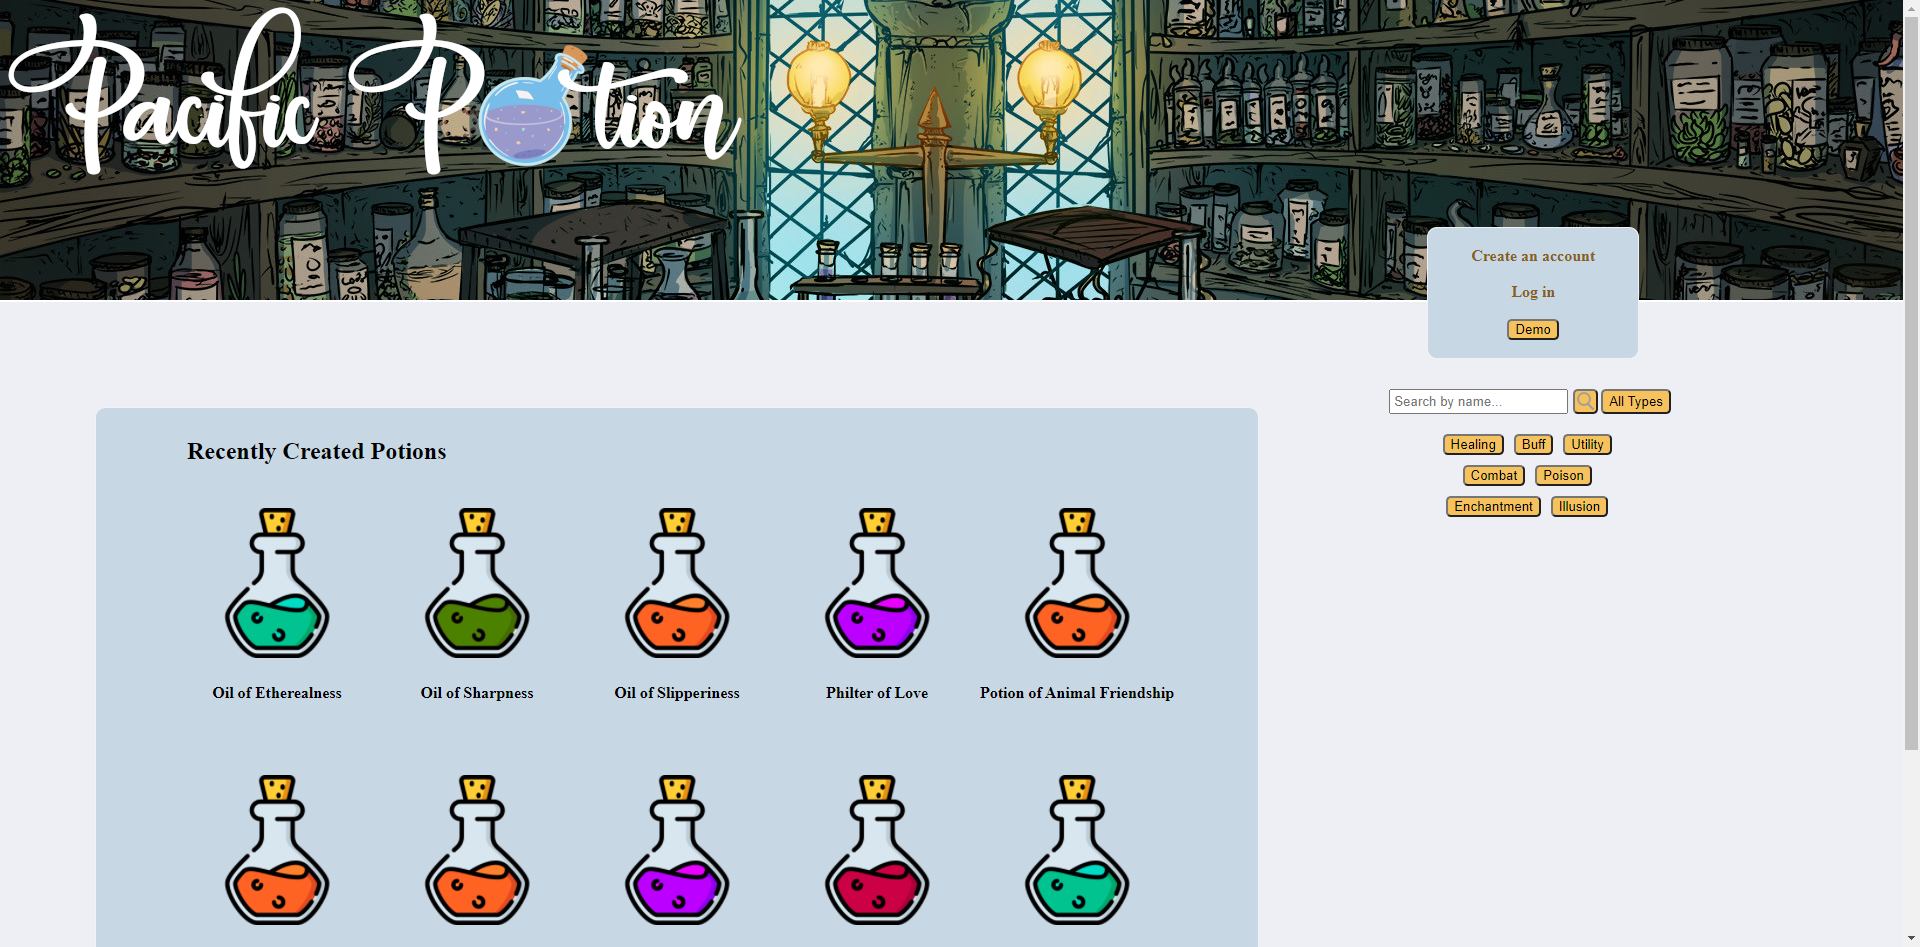 Pacific Potion
Create an account
Log in
Demo
Search by name...
All Types
Healing
Buff
Utility
Combat
Poison
Enchantment
Illusion
Recently Created Potions
Oil of Etherealness
Oil of Sharpness
Oil of Slipperiness
Philter of Love
Potion of Animal Friendship